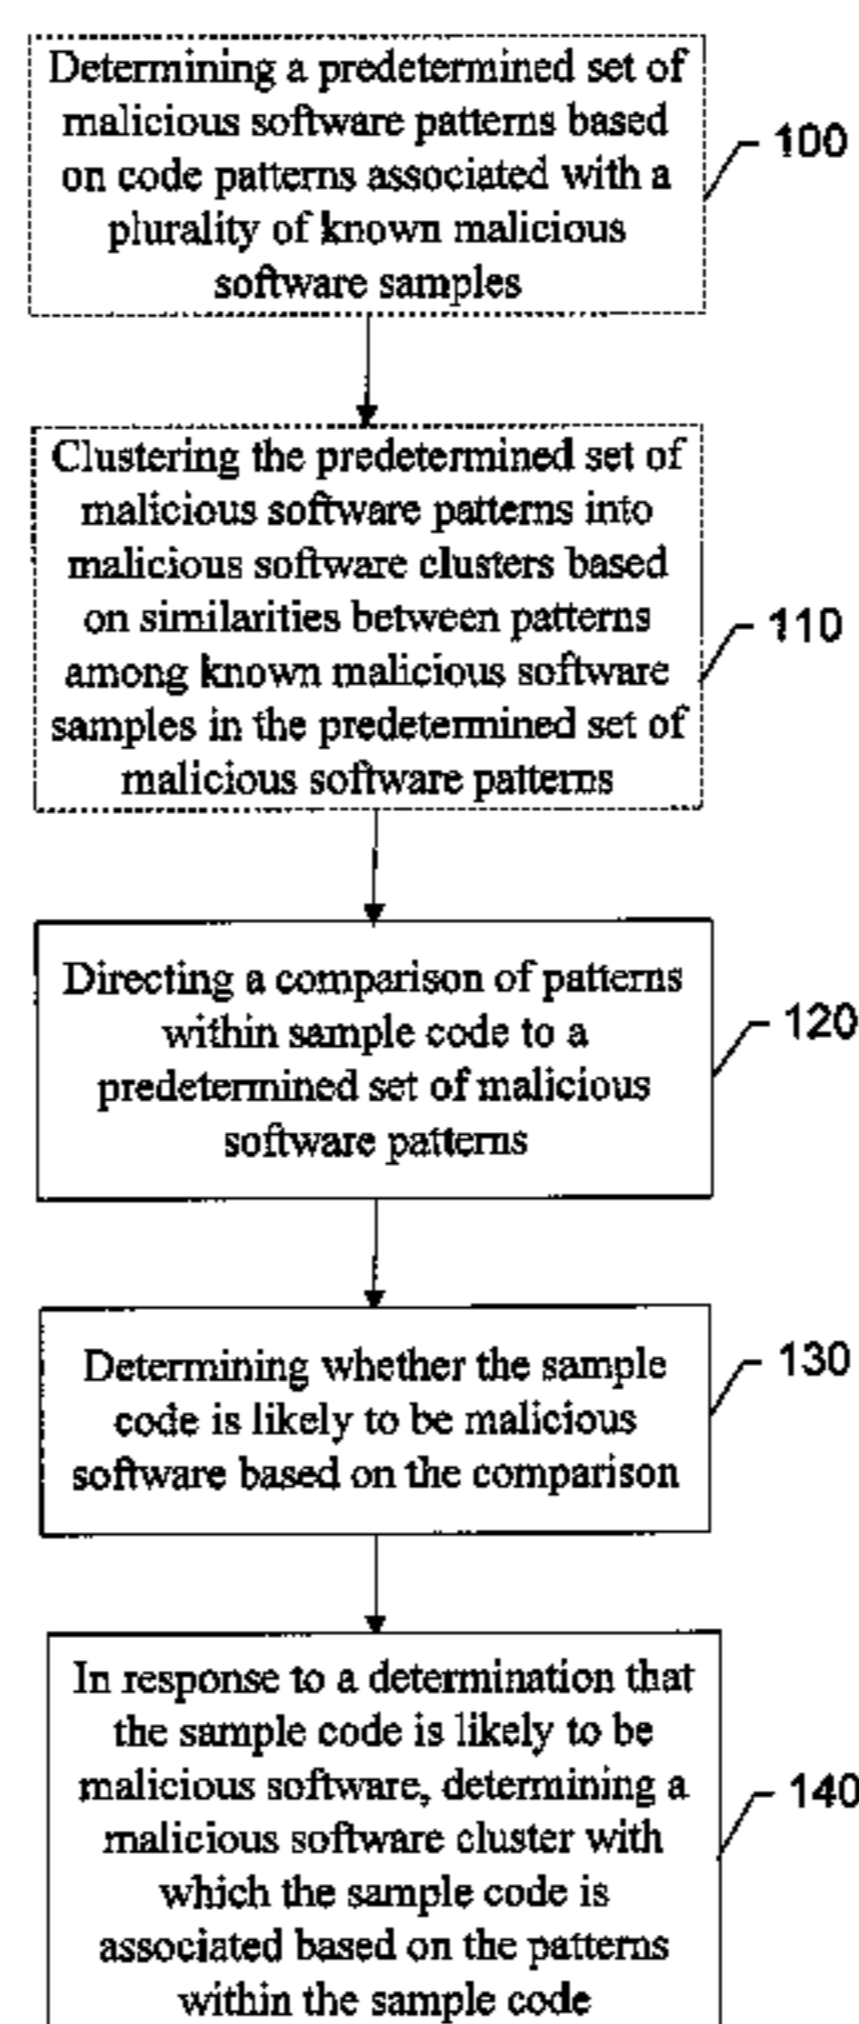 Determining a predetermined set of
malicious software patterns based
on code patterns associated with a
plurality of known malicious
software samples
100
Clustering the predetermined set of
malicious software patterns into
malicious software clusters based
on similarities between patterns
among known malicious software
samples in the predetermined set of
malicious software patterns
110
Directing a comparison of patterns
within sample code to a
predetermined set of malicious
software patterns
120
Determining whether the sample
code is likely to be malicious
software based on the comparison
130
In response to a determination that
the sample code is likely to be
malicious software, determining a
malicious software cluster with
which the sample code is
associated based on the patterns
within the sample code
140